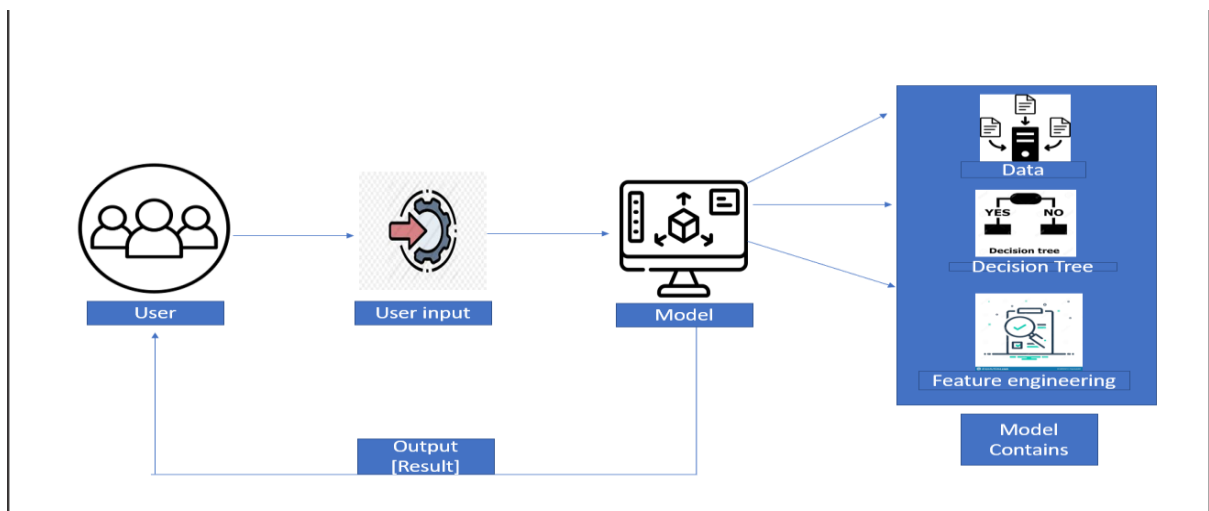 Data
YES NO
Decision tree
Decision Tree
User
User input
Model
Feature engineering
Output
[Result]
Model
Contains